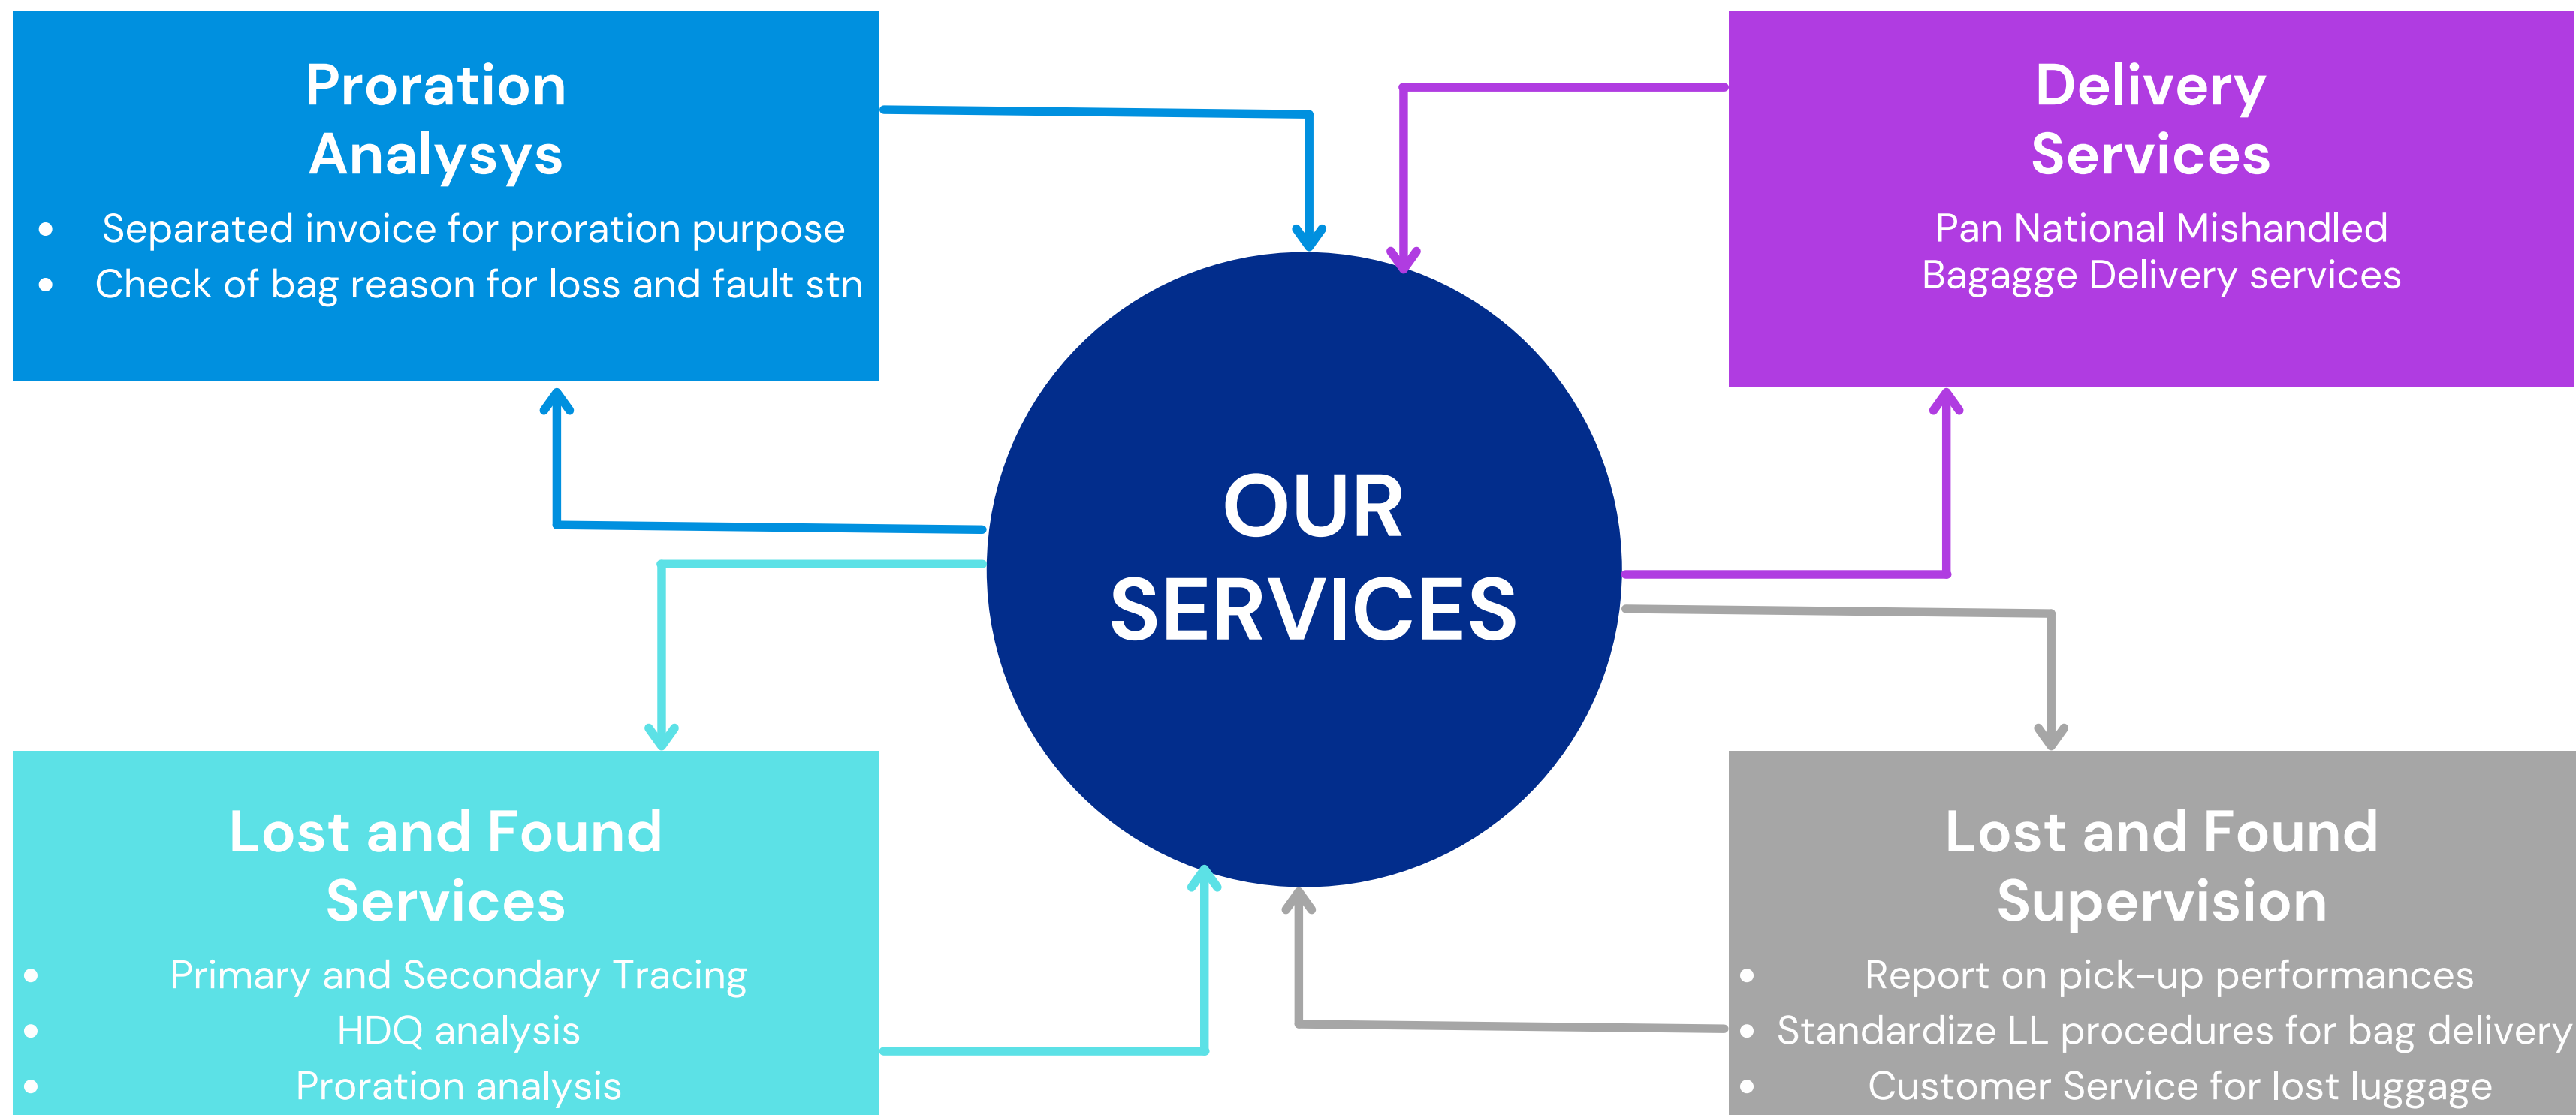 Proration
Analysys
• Separated invoice for proration purpose
• Check of bag reason for loss and fault stn
Delivery
Services
Pan National Mishandled
Bagagge Delivery services
OUR
SERVICES
Lost and Found
Services
• Primary and Secondary Tracing
• HDQ analysis
• Proration analysis
Lost and Found
Supervision
• Report on pick-up performances
• Standardize LL procedures for bag delivery
• Customer Service for lost luggage